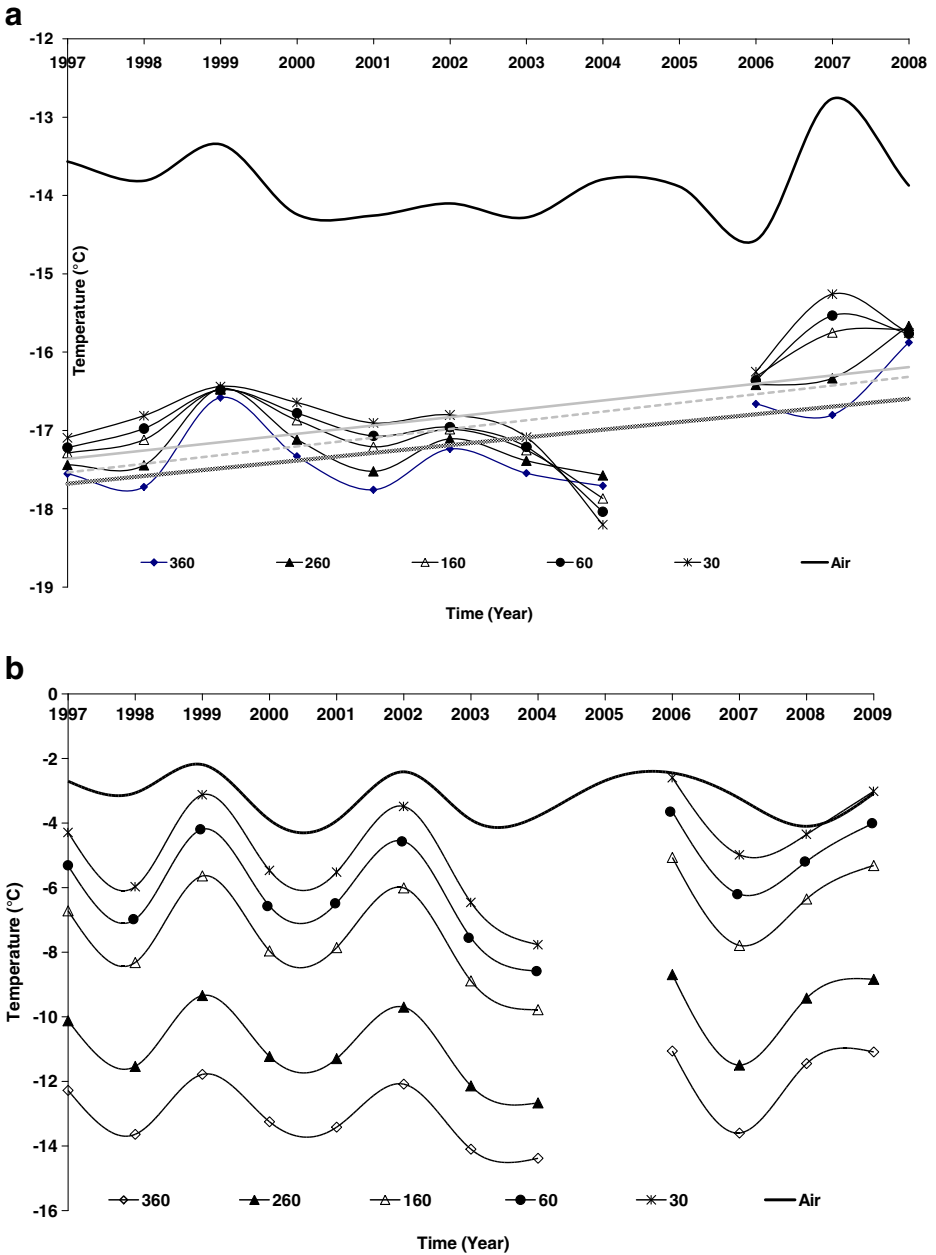 a
-12
1997 1998 1999 2000 2001 2002 2003 2004 2005 2006 2007 2008
-13
-14
-15
-16
-17
-18
-19
Temperature (°C)
360 260 160 60 30 Air
Time (Year)
b
0
1997 1998 1999 2000 2001 2002 2003 2004 2005 2006 2007 2008 2009
-2
-4
-6
-8
-10
-12
-14
-16
Temperature (°C)
360 260 160 60 30 Air
Time (Year)